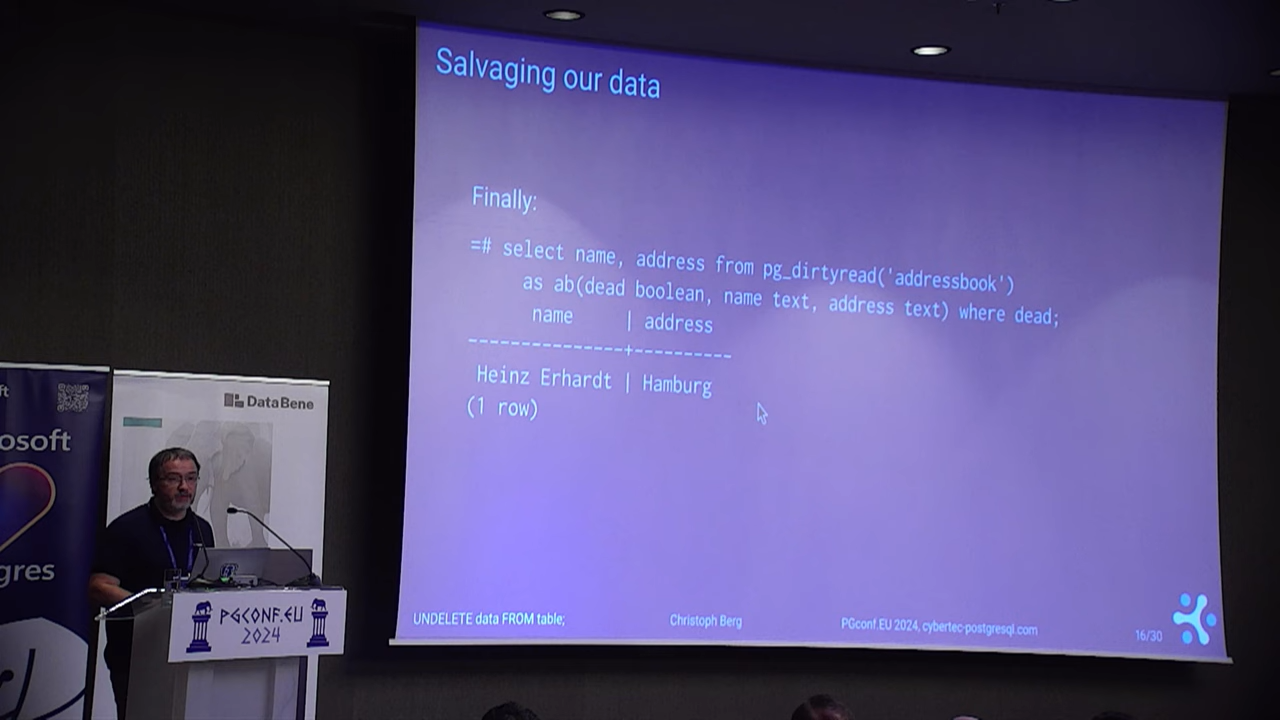 Salvaging our data
Finally:
=# select name, address from pg_dirtyread('addressbook')
as ab(dead boolean, name text, address text) where dead;
name | address
---------------+----------
Heinz Erhardt | Hamburg
(1 row)
UNDELETE data FROM table;
Christoph Berg
PGconf.EU 2024, cybertec-postgresql.com
16/30
DataBene
ft
osoft
gres
PGCONF.EU
2024